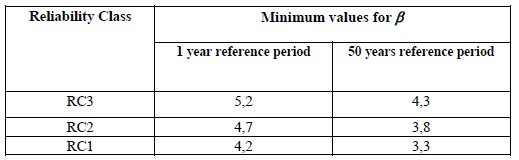 Reliability Class Minimum values for β
1 year reference period 50 years reference period
RC3 5,2 4,3
RC2 4,7 3,8
RC1 4,2 3,3